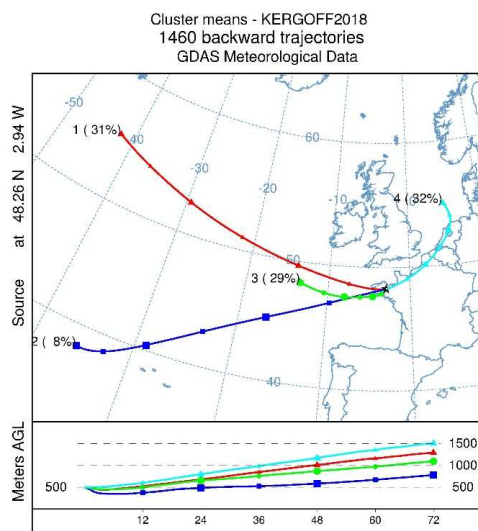 Cluster means - KERGOFF2018
1460 backward trajectories
GDAS Meteorological Data
Source at 48.26 N 2.94 W
-50
1 ( 31%)
-40
-30
-20
60
-10
4 ( 32%)
50
3 ( 29%)
2 ( 8%)
40
Meters AGL
1500
1000
500
500
12
24
36
48
60
72